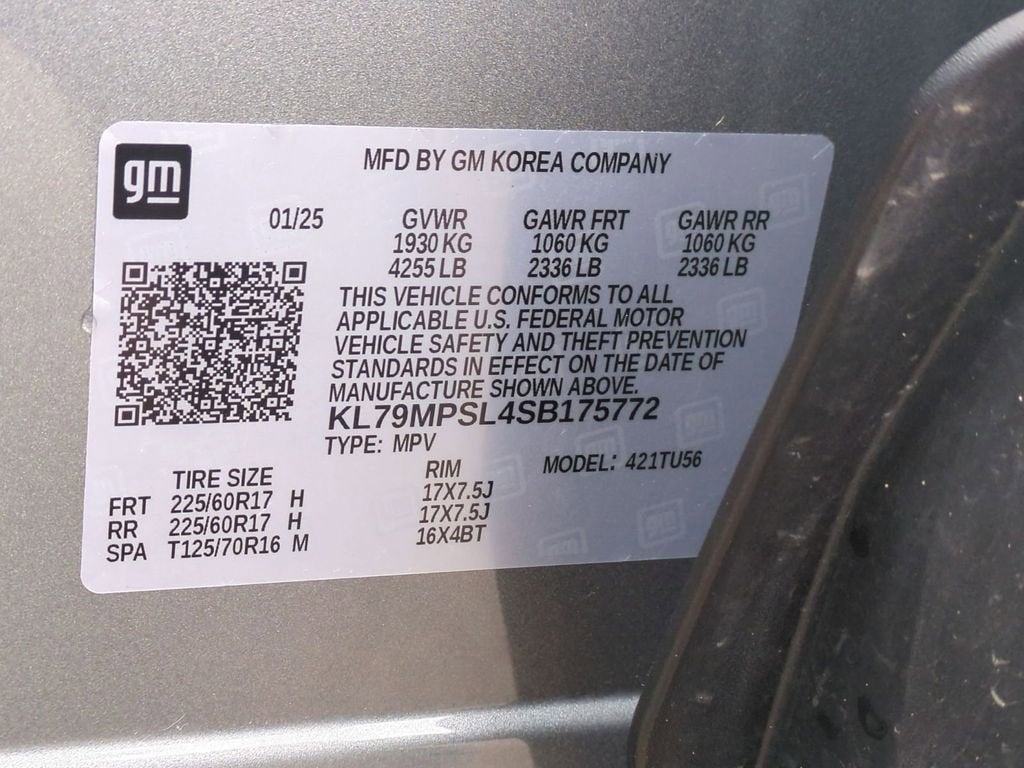 gm
MFD BY GM KOREA COMPANY
01/25 GVWR GAWR FRT GAWR RR
1930 KG 1060 KG 1060 KG
4255 LB 2336 LB 2336 LB
THIS VEHICLE CONFORMS TO ALL
APPLICABLE U.S. FEDERAL MOTOR
VEHICLE SAFETY AND THEFT PREVENTION
STANDARDS IN EFFECT ON THE DATE OF
MANUFACTURE SHOWN ABOVE.
KL79MPSL4SB175772
TYPE: MPV MODEL: 421TU56
TIRE SIZE RIM
FRT 225/60R17 H 17X7.5J
RR 225/60R17 H 17X7.5J
SPA T125/70R16 M 16X4BT